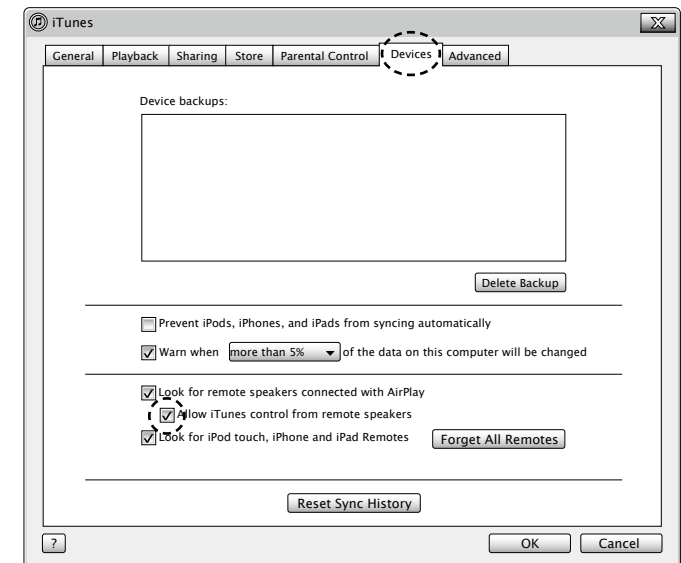 iTunes
General Playback Sharing Store Parental Control Devices Advanced
Device backups:
Delete Backup
Prevent iPods, iPhones, and iPads from syncing automatically
Warn when more than 5% of the data on this computer will be changed
Look for remote speakers connected with AirPlay
Allow iTunes control from remote speakers
Look for iPod touch, iPhone and iPad Remotes Forget All Remotes
Reset Sync History
? OK Cancel